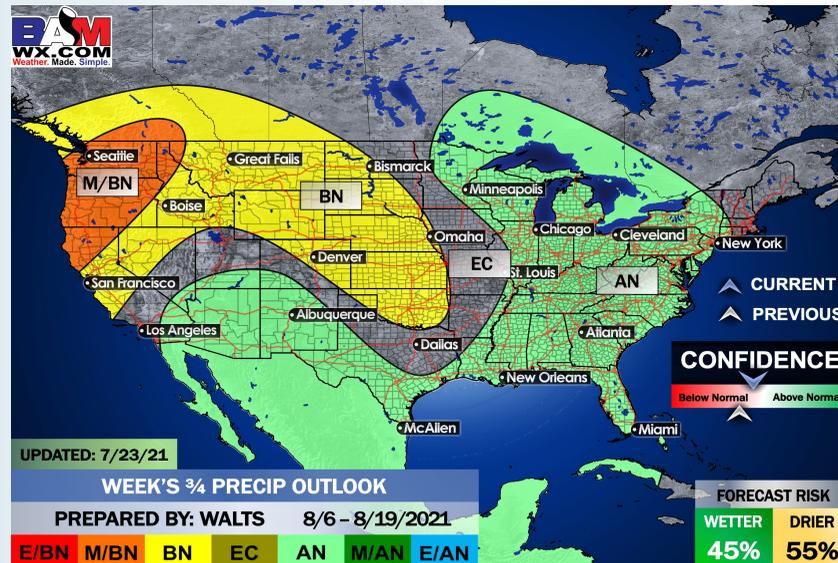 BAM
WX.COM
Weather. Made. Simple.
Seattle
M/BN
Great Falls
Bismarck
BN
Boise
Minneapolis
Omaha
Chicago
Cleveland
New York
Denver
EC
St. Louis
AN
San Francisco
CURRENT
PREVIOUS
Albuquerque
Los Angeles
Dallas
Atlanta
CONFIDENCE
Below Normal
Above Norma
New Orleans
McAllen
Miami
UPDATED: 7/23/21
WEEK'S ¾ PRECIP OUTLOOK
PREPARED BY: WALTS 8/6 – 8/19/2021
E/BN M/BN BN EC AN M/AN E/AN
FORECAST RISK
WETTER DRIER
45% 55%